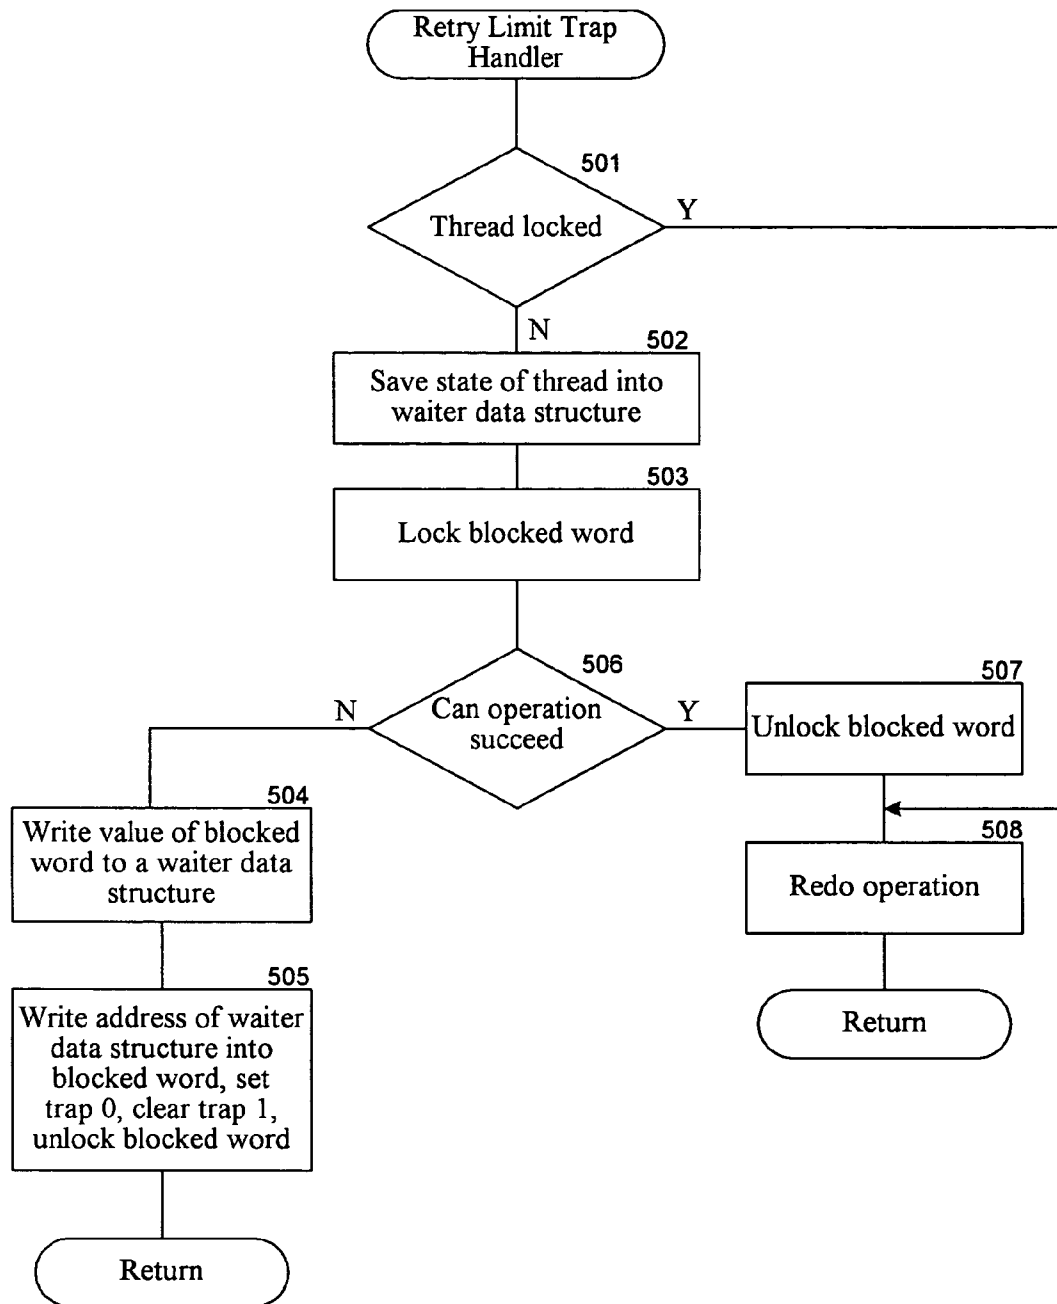 Retry Limit Trap
Handler
501
Thread locked
Y
N
502
Save state of thread into
waiter data structure
503
Lock blocked word
506
Can operation
succeed
N
Y
507
Unlock blocked word
504
Write value of blocked
word to a waiter data
structure
508
Redo operation
505
Write address of waiter
data structure into
blocked word, set
trap 0, clear trap 1,
unlock blocked word
Return
Return